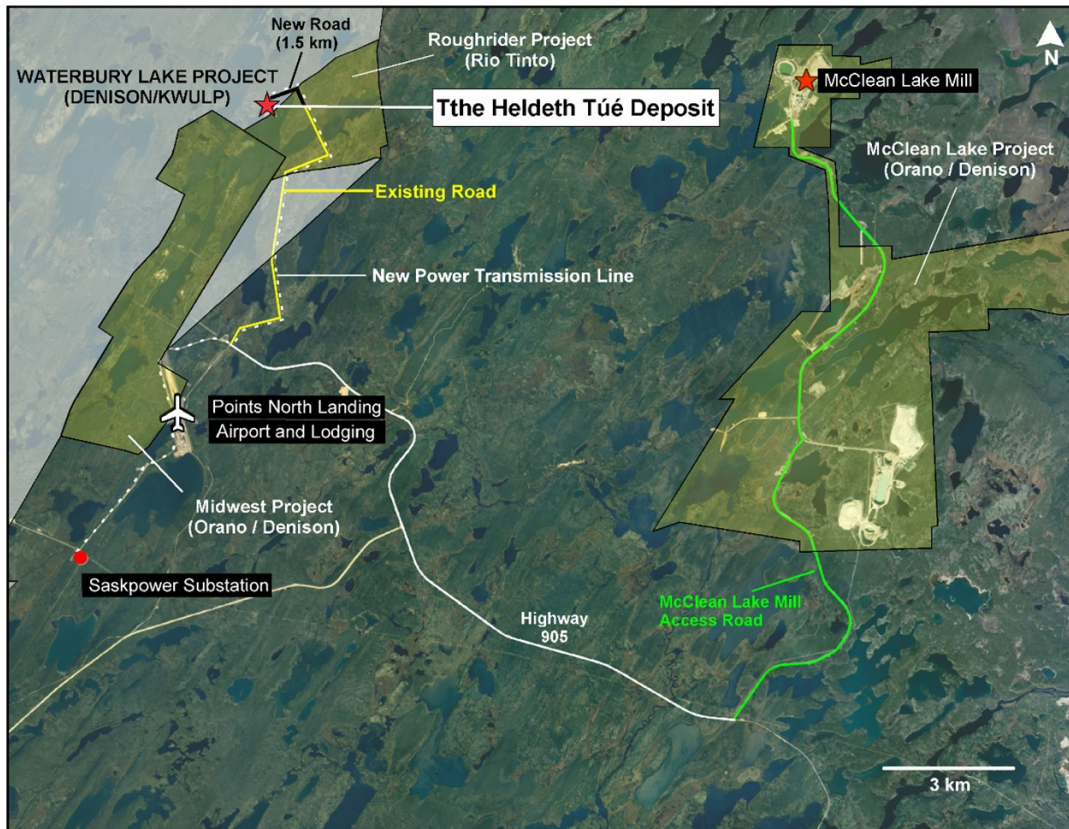 New Road
(1.5 km)
Roughrider Project
(Rio Tinto)
N
WATERBURY LAKE PROJECT
(DENISON/KWULP)
Tthe Heldeth Túé Deposit
McClean Lake Mill
McClean Lake Project
(Orano / Denison)
Existing Road
New Power Transmission Line
Points North Landing
Airport and Lodging
Midwest Project
(Orano / Denison)
Saskpower Substation
Highway
905
McClean Lake Mill
Access Road
3 km